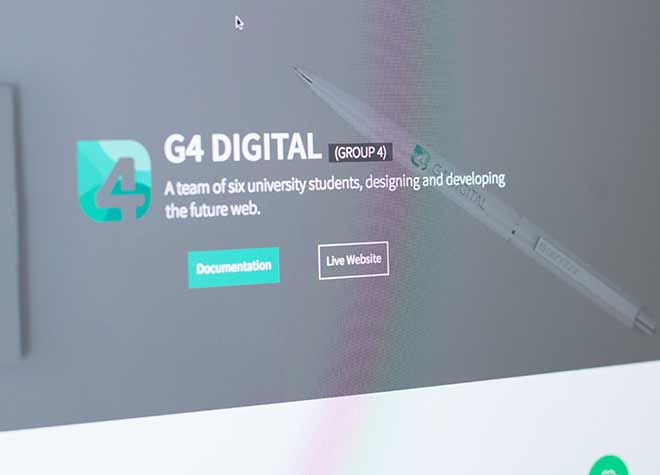 4
G4 DIGITAL (GROUP 4)
A team of six university students, designing and developing
the future web.
Documentation
Live Website
G4 DIGITAL